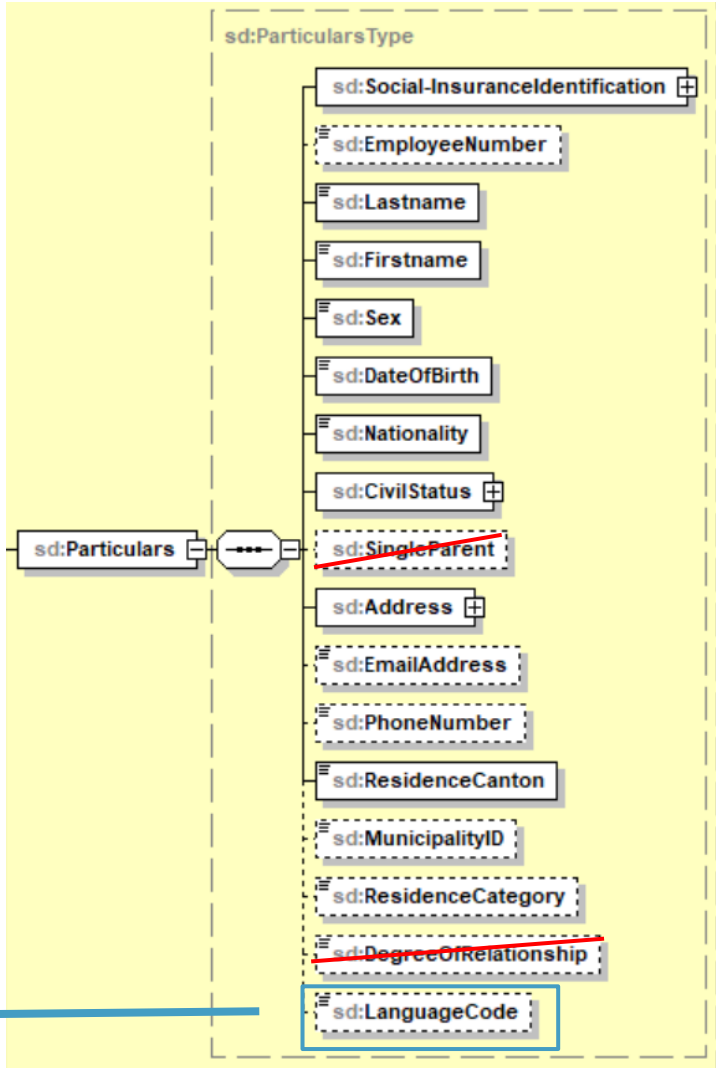 sd:ParticularsType
sd:Social-InsuranceIdentification
sd:EmployeeNumber
sd:Lastname
sd:Firstname
sd:Sex
sd:DateOfBirth
sd:Nationality
sd:CivilStatus
sd:Particulars
sd:SingleParent
sd:Address
sd:EmailAddress
sd:PhoneNumber
sd:ResidenceCanton
sd:MunicipalityID
sd:ResidenceCategory
sd:DegreeOfRelationship
sd:LanguageCode